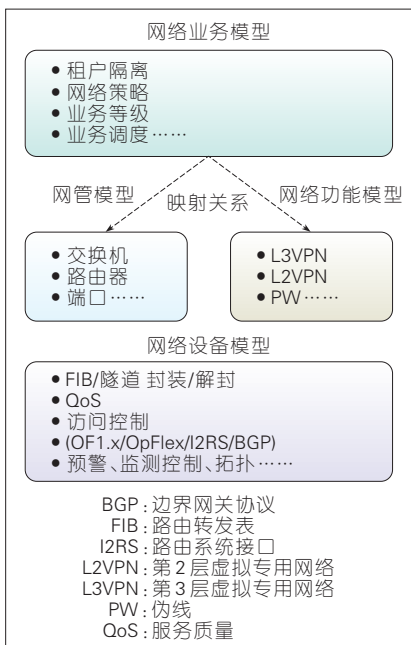 网络业务模型
● 租户隔离
● 网络策略
● 业务等级
● 业务调度……
网管模型
映射关系
网络功能模型
● 交换机
● 路由器
● 端口……
● L3VPN
● L2VPN
● PW……
网络设备模型
● FIB/隧道 封装/解封
● QoS
● 访问控制
● (OF1.x/OpFlex/I2RS/BGP)
● 预警、监测控制、拓扑……
BGP：边界网关协议
FIB：路由转发表
I2RS：路由系统接口
L2VPN：第2层虚拟专用网络
L3VPN：第3层虚拟专用网络
PW：伪线
QoS：服务质量